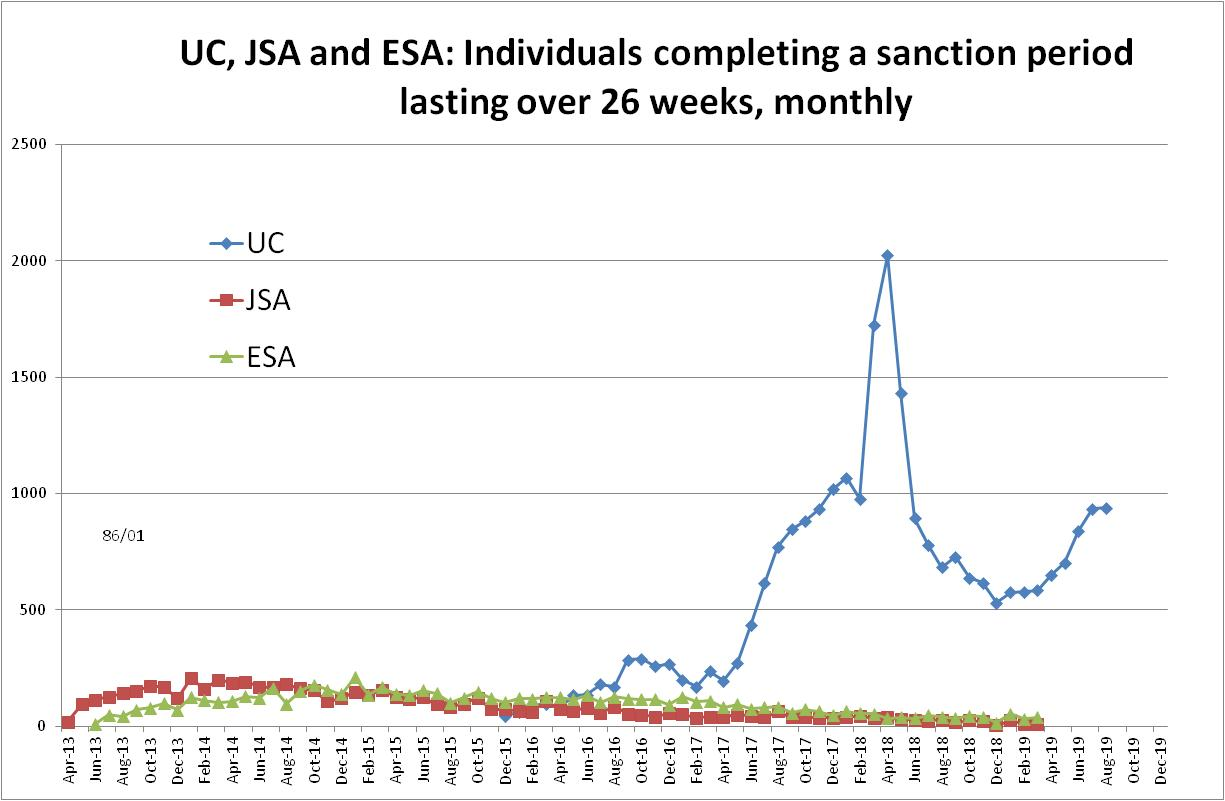 UC, JSA and ESA: Individuals completing a sanction period
lasting over 26 weeks, monthly
2500
2000
1500
1000
500
0
UC
JSA
ESA
86/01
Apr-13
Jun-13
Aug-13
Oct-13
Dec-13
Feb-14
Apr-14
Jun-14
Aug-14
Oct-14
Dec-14
Feb-15
Apr-15
Jun-15
Aug-15
Oct-15
Dec-15
Feb-16
Apr-16
Jun-16
Aug-16
Oct-16
Dec-16
Feb-17
Apr-17
Jun-17
Aug-17
Oct-17
Dec-17
Feb-18
Apr-18
Jun-18
Aug-18
Oct-18
Dec-18
Feb-19
Apr-19
Jun-19
Aug-19
Oct-19
Dec-19